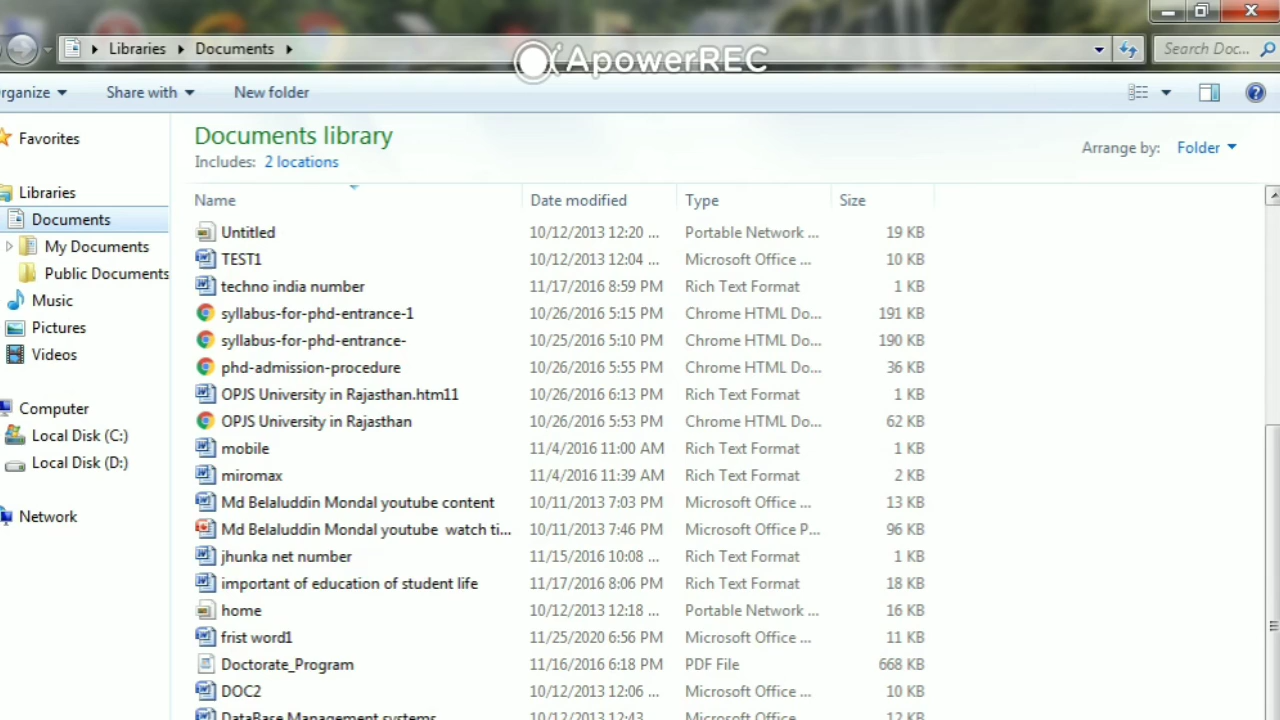 Libraries Documents
Search Doc...
ApowerREC
rganize Share with New folder
Favorites
Libraries
Documents
My Documents
Public Documents
Music
Pictures
Videos
Computer
Local Disk (C:)
Local Disk (D:)
Network
Documents library
Includes: 2 locations
Arrange by: Folder
Name Date modified Type Size
Untitled 10/12/2013 12:20 ... Portable Network ... 19 KB
TEST1 10/12/2013 12:04 ... Microsoft Office ... 10 KB
techno india number 11/17/2016 8:59 PM Rich Text Format 1 KB
syllabus-for-phd-entrance-1 10/26/2016 5:15 PM Chrome HTML Do... 191 KB
syllabus-for-phd-entrance- 10/25/2016 5:10 PM Chrome HTML Do... 190 KB
phd-admission-procedure 10/26/2016 5:55 PM Chrome HTML Do... 36 KB
OPJS University in Rajasthan.htm11 10/26/2016 6:13 PM Rich Text Format 1 KB
OPJS University in Rajasthan 10/26/2016 5:53 PM Chrome HTML Do... 62 KB
mobile 11/4/2016 11:00 AM Rich Text Format 1 KB
miromax 11/4/2016 11:39 AM Rich Text Format 2 KB
Md Belaluddin Mondal youtube content 10/11/2013 7:03 PM Microsoft Office ... 13 KB
Md Belaluddin Mondal youtube watch ti... 10/11/2013 7:46 PM Microsoft Office P... 96 KB
jhunka net number 11/15/2016 10:08 ... Rich Text Format 1 KB
important of education of student life 11/17/2016 8:06 PM Rich Text Format 18 KB
home 10/12/2013 12:18 ... Portable Network ... 16 KB
frist word1 11/25/2020 6:56 PM Microsoft Office ... 11 KB
Doctorate_Program 11/16/2016 6:18 PM PDF File 668 KB
DOC2 10/12/2013 12:06 ... Microsoft Office ... 10 KB
DataBase Management systems 10/12/2013 12:43 ... Microsoft Office ... 12 KB